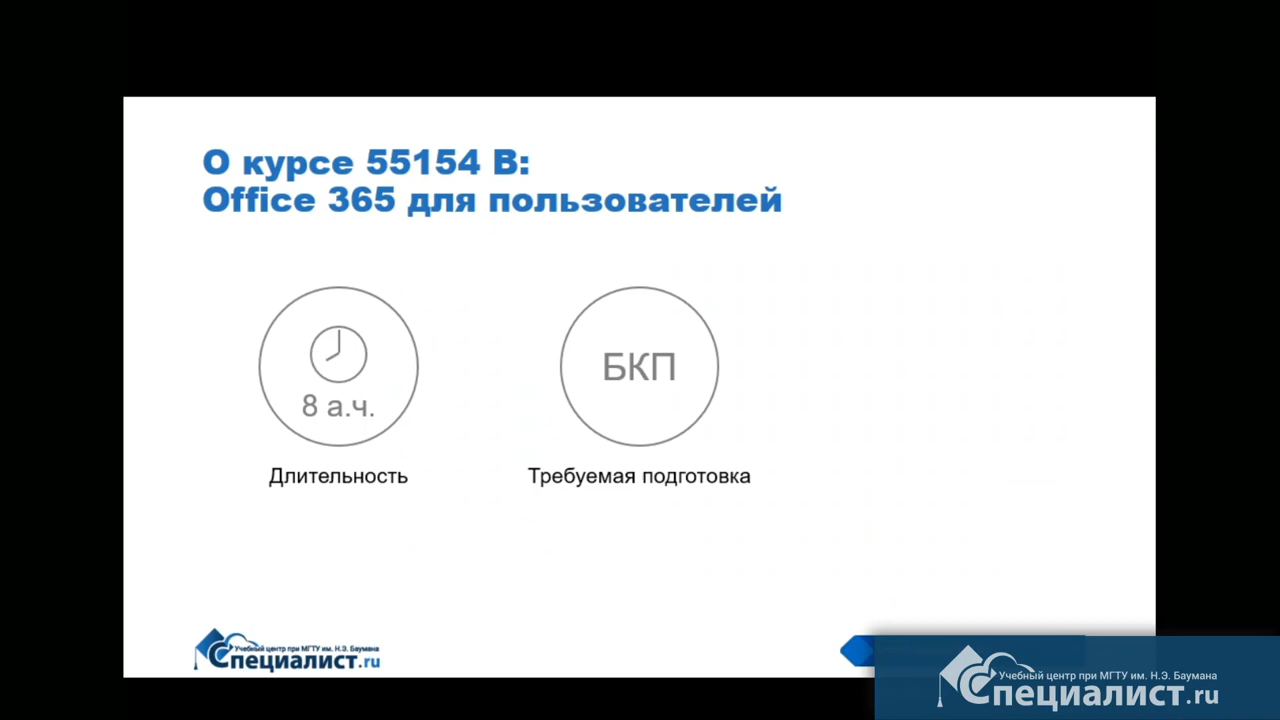 О курсе 55154 B:
Office 365 для пользователей
8 а.ч.
БКП
Длительность
Требуемая подготовка
Учебный центр при МГТУ им. Н.Э. Баумана
Специалист.ru
Учебный центр при МГТУ им. Н.Э. Баумана
Специалист.ru